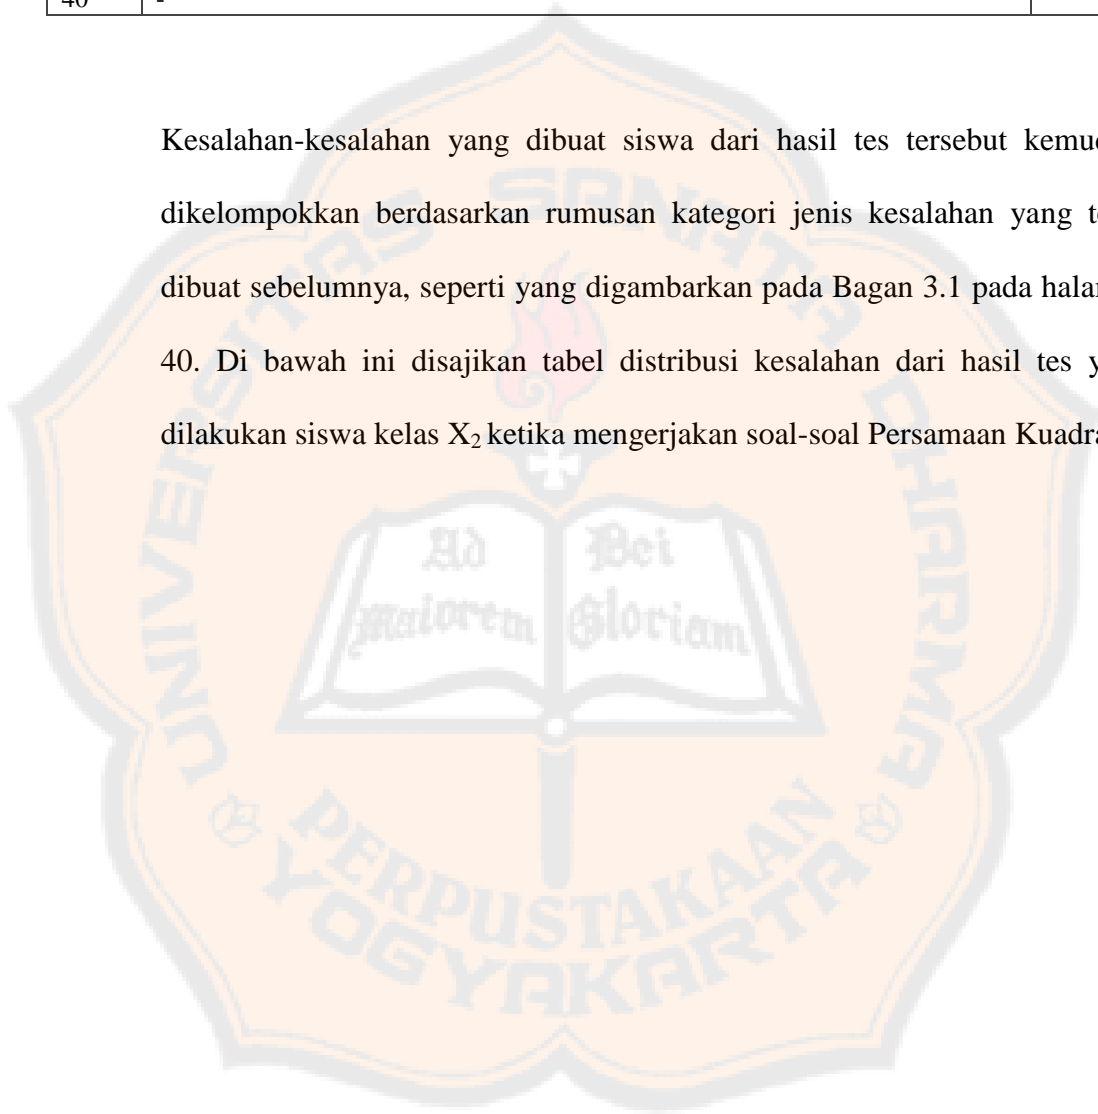 40 -
Kesalahan-kesalahan yang dibuat siswa dari hasil tes tersebut kemud
dikelompokkan berdasarkan rumusan kategori jenis kesalahan yang te
dibuat sebelumnya, seperti yang digambarkan pada Bagan 3.1 pada halam
40. Di bawah ini disajikan tabel distribusi kesalahan dari hasil tes y
dilakukan siswa kelas X2 ketika mengerjakan soal-soal Persamaan Kuadra
UNIVERSITAS SANATA DHARMA
Ad Dei
maiorem Gloriam
PERPUSTAKAAN
YOGYAKARTA